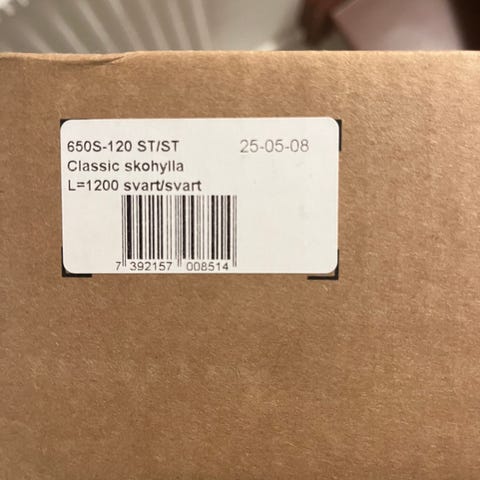 650S-120 ST/ST 25-05-08
Classic skohylla
L=1200 svart/svart
7 392157 008514